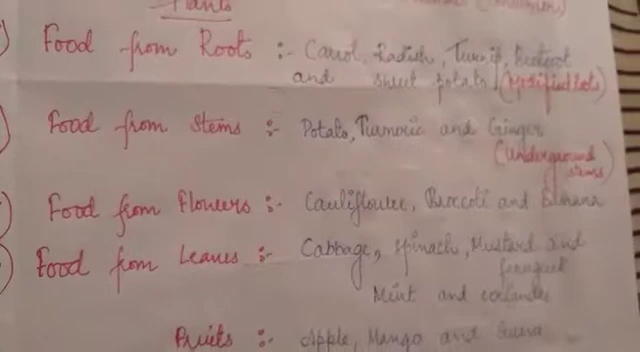 Plants
Food from Roots :- Carrot, Radish, Turnip, Beetroot
and sweet potato (modified roots)
Food from Stems :- Potato, Turmeric and Ginger
(Underground
stems)
Food from Flowers :- Cauliflower, Broccoli and Banana
Food from Leaves :- Cabbage, Spinach, Mustard and
Mint and coriander
Fruits :- Apple, Mango and Guava